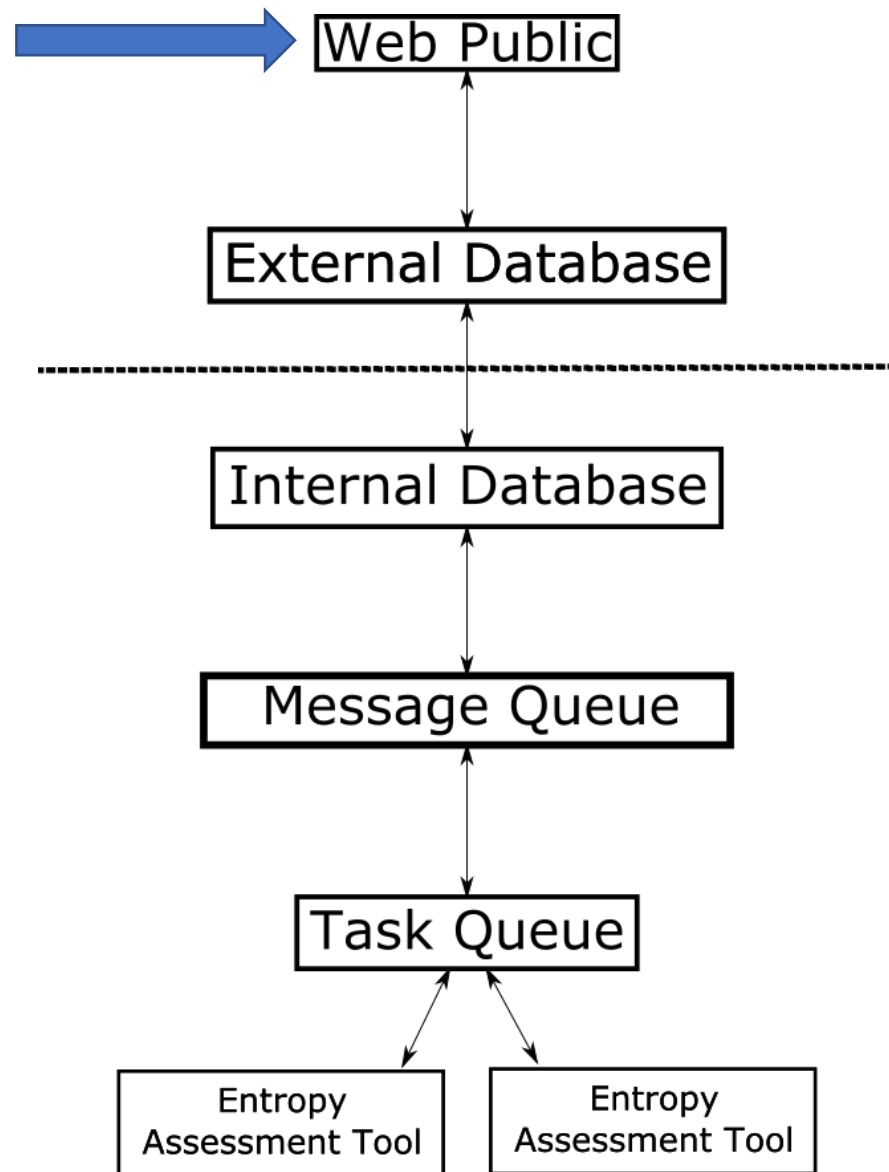 Web Public
External Database
Internal Database
Message Queue
Task Queue
Entropy
Assessment Tool
Entropy
Assessment Tool